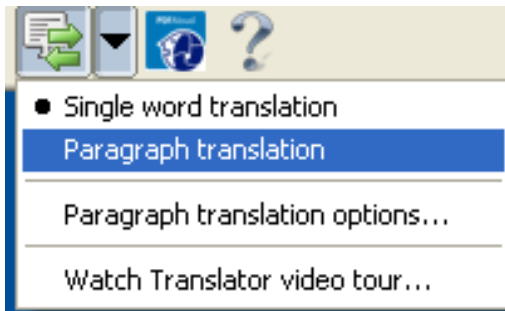 ?
Single word translation
Paragraph translation
Paragraph translation options...
Watch Translator video tour...